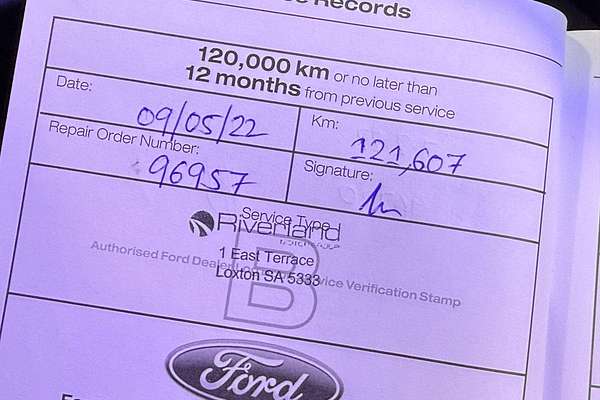 Records
120,000 km or no later than
12 months from previous service
Date:
09/05/22
Km:
121,607
Repair Order Number:
96957
Signature:
Service Type
Riverland
1 East Terrace
Authorised Ford Dealer Service Verification Stamp
Loxton SA 5333
B
Ford